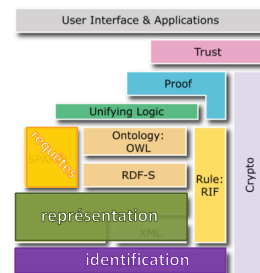 User Interface & Applications
Trust
Proof
Unifying Logic
Ontology:
OWL
requêtes
RDF-S
Rule:
RIF
Crypto
représentation
XML
identification